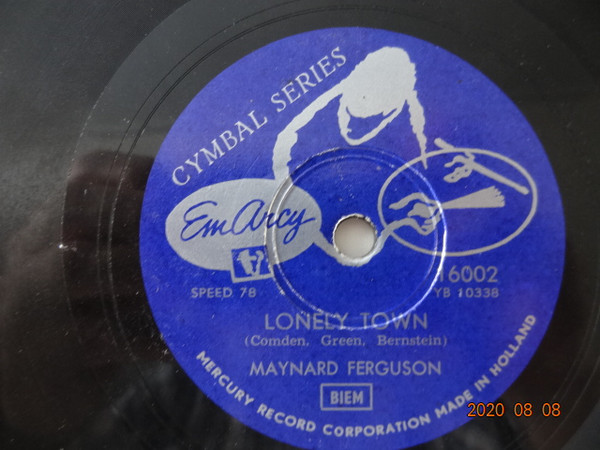 CYMBAL SERIES
EmArcy
SPEED 78
16002
YB 10338
LONELY TOWN
(Comden, Green, Bernstein)
MAYNARD FERGUSON
BIEM
MERCURY RECORD CORPORATION MADE IN HOLLAND
2020 08 08